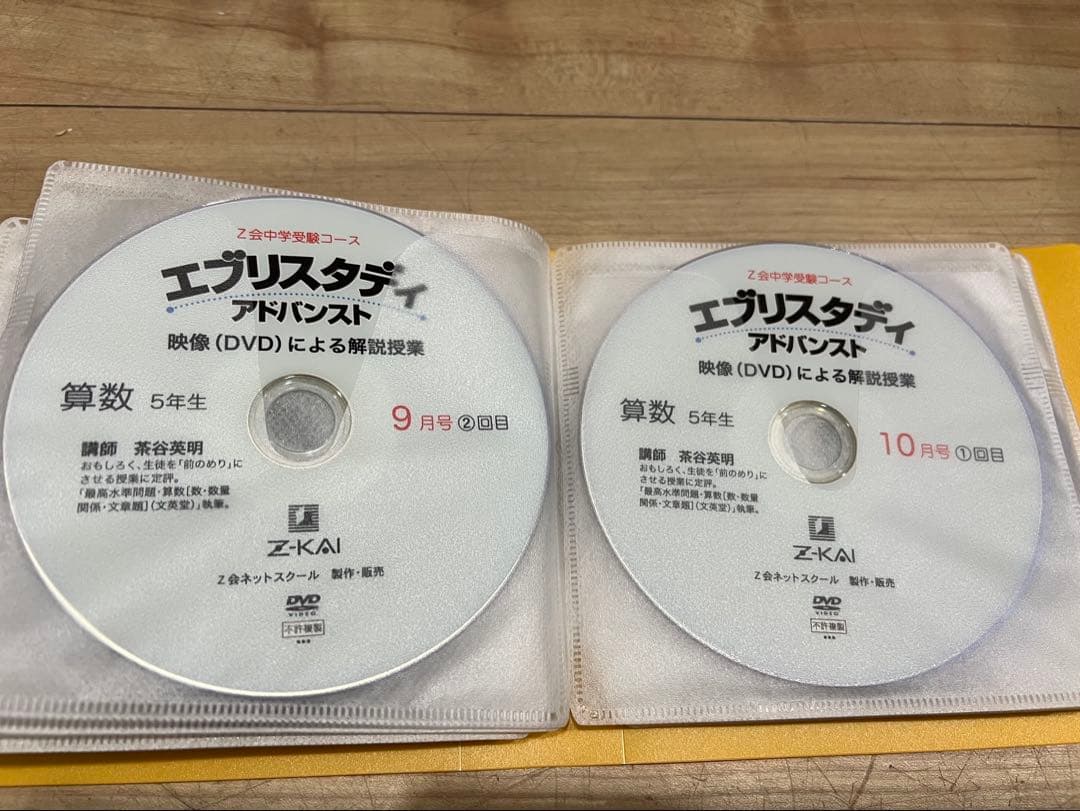 Z会中学受験コース
エブリスタディ
アドバンスト
映像(DVD)による解説授業
算数 5年生
9月号②回目
講師 茶谷英明
おもしろく、生徒を「前のめり」に
させる授業に定評。
「最高水準問題・算数[数・数量
関係・文章題](文英堂)」執筆。
Z-KAI
Z会ネットスクール 製作・販売
DVD
VIDEO
不許複製
Z会中学受験コース
エブリスタディ
アドバンスト
映像(DVD)による解説授業
算数 5年生
10月号①回目
講師 茶谷英明
おもしろく、生徒を「前のめり」に
させる授業に定評。
「最高水準問題・算数[数・数量
関係・文章題](文英堂)」執筆。
Z-KAI
Z会ネットスクール 製作・販売
DVD
VIDEO
不許複製